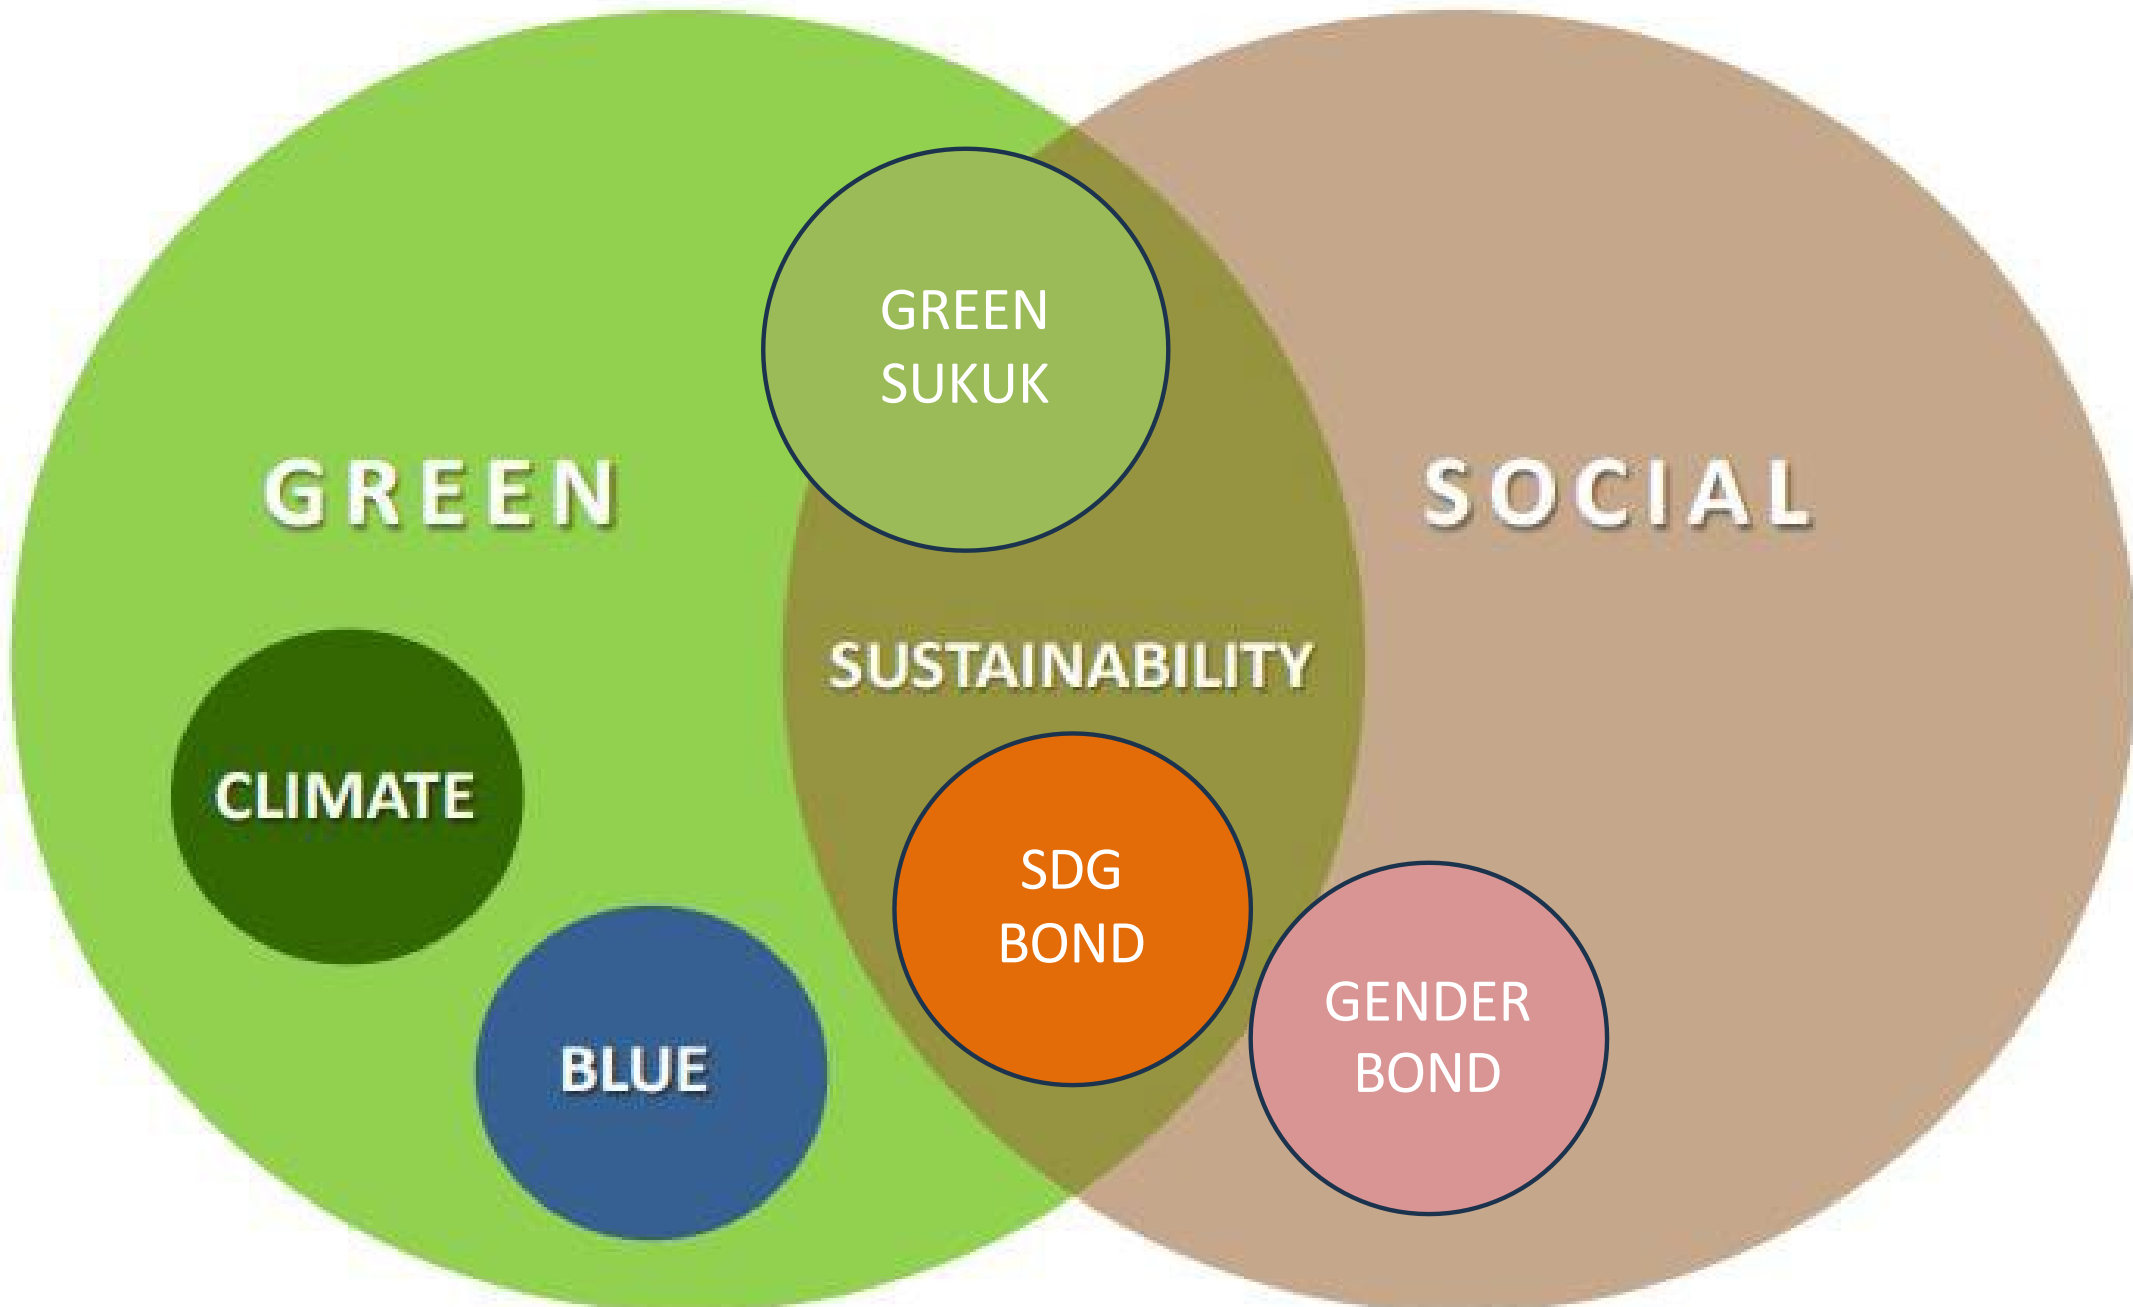 GREEN
SUKUK
GREEN
SOCIAL
SUSTAINABILITY
CLIMATE
SDG
BOND
GENDER
BOND
BLUE